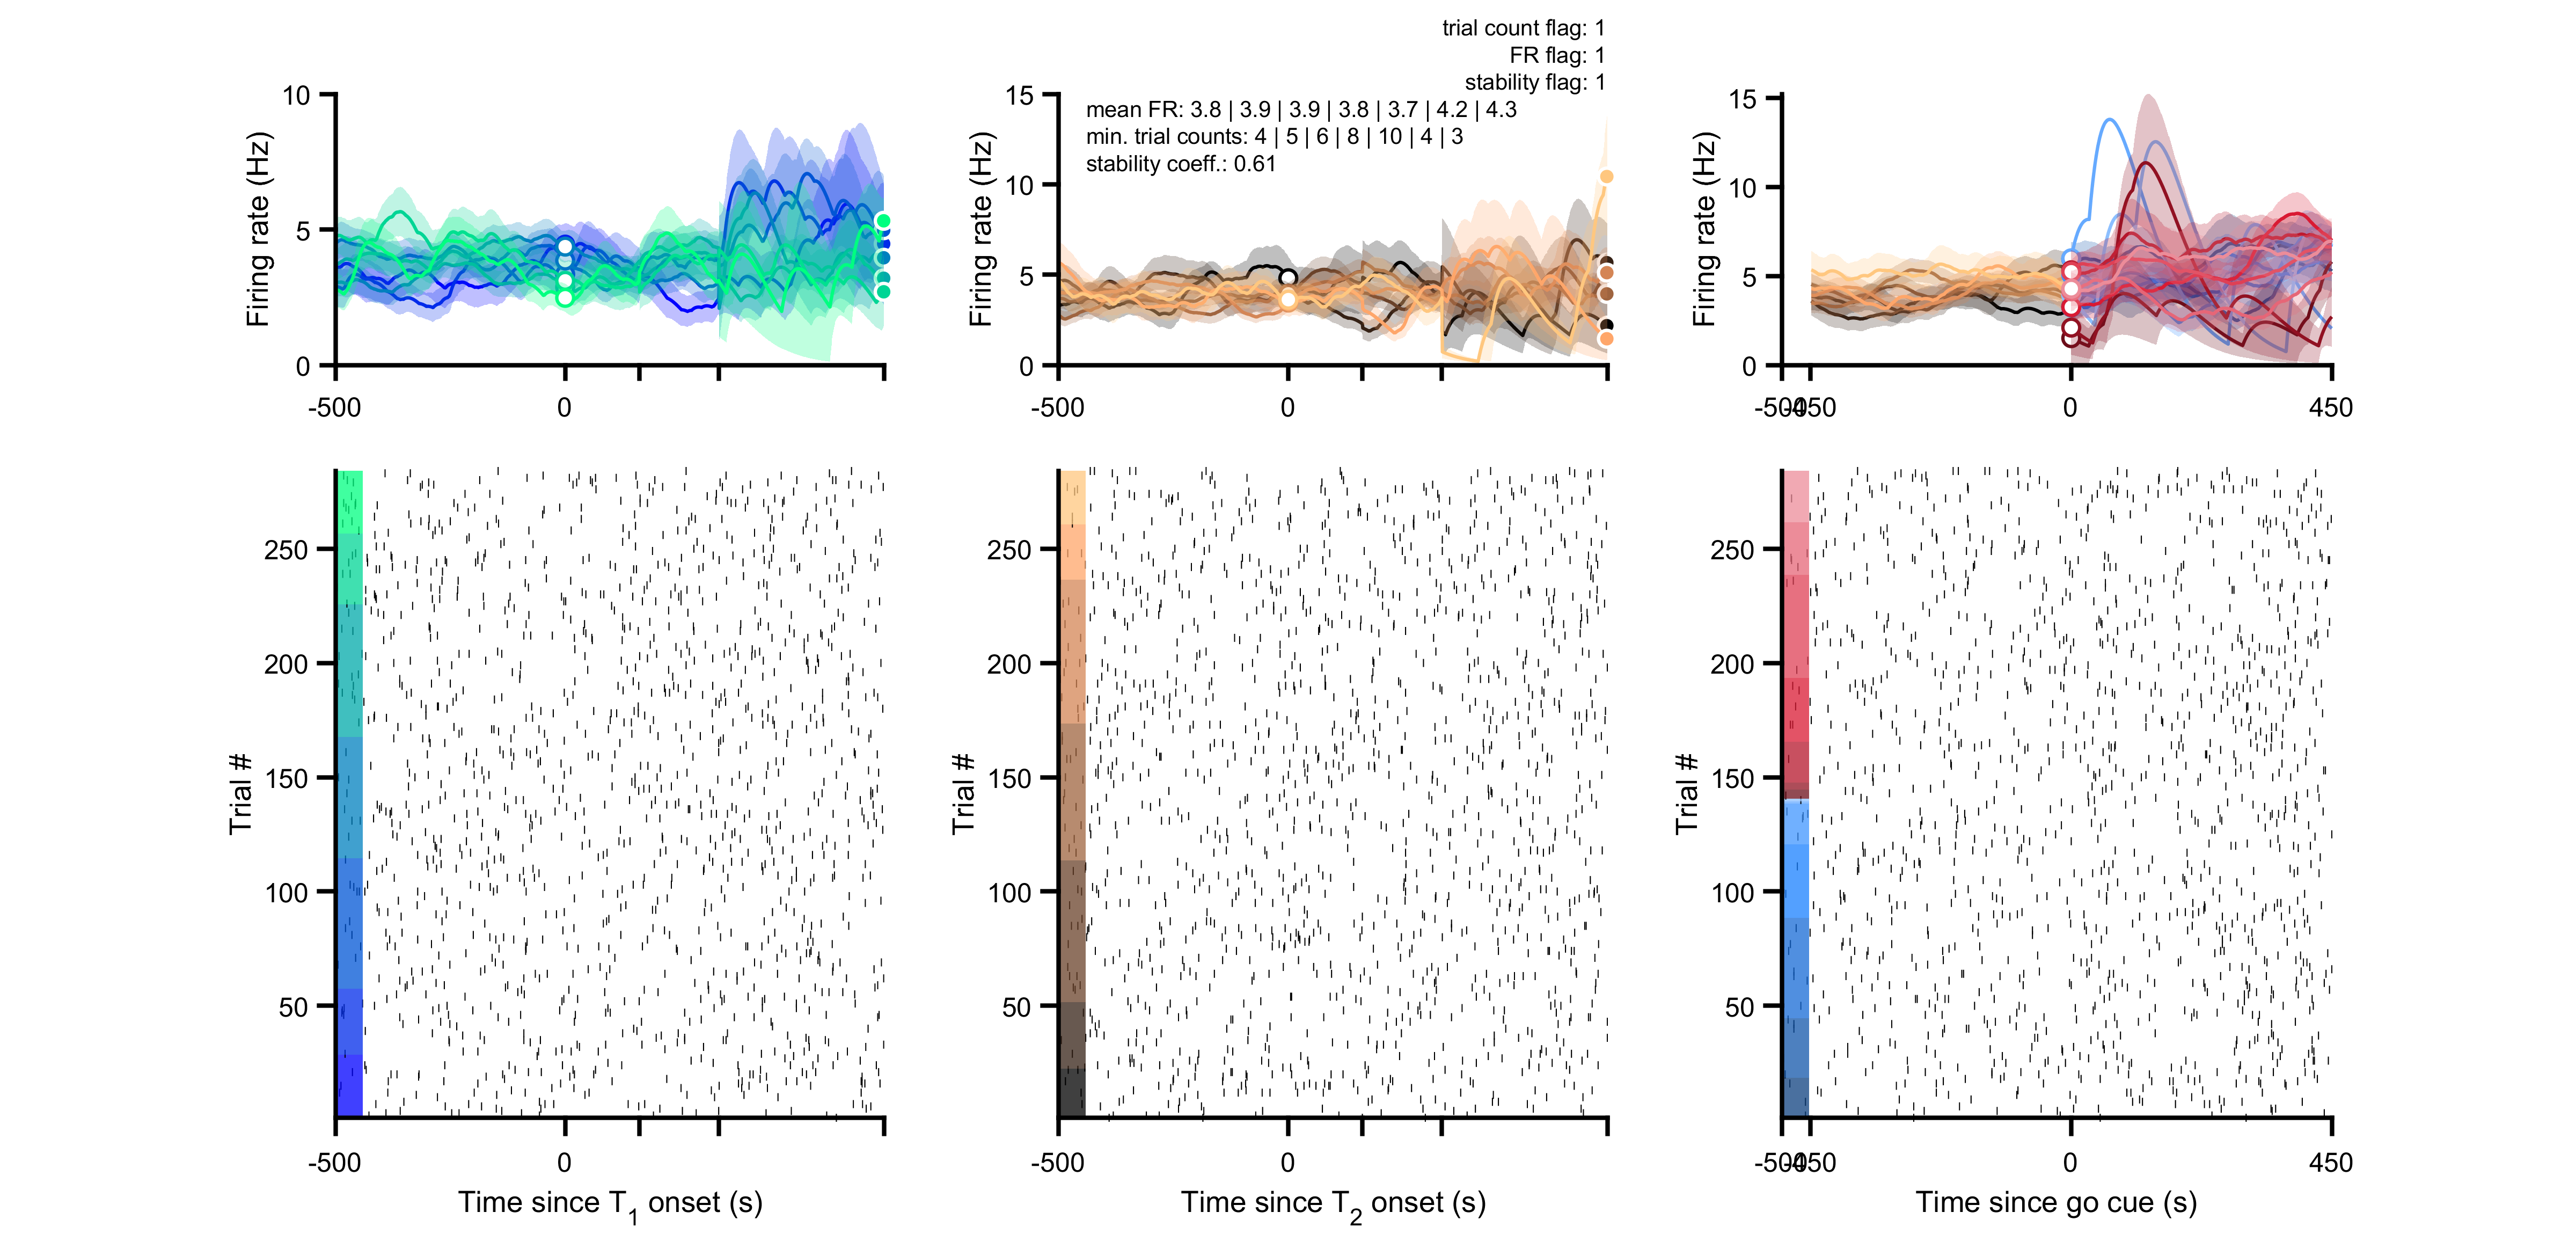 trial count flag: 1
FR flag: 1
stability flag: 1
mean FR: 3.8 | 3.9 | 3.9 | 3.8 | 3.7 | 4.2 | 4.3
min. trial counts: 4 | 5 | 6 | 8 | 10 | 4 | 3
stability coeff.: 0.61
Firing rate (Hz)
10
5
0
-500
0
Firing rate (Hz)
15
10
5
0
-500
0
Firing rate (Hz)
15
10
5
0
-500
-450
0
450
Trial #
250
200
150
100
50
-500
0
Time since T1 onset (s)
Trial #
250
200
150
100
50
-500
0
Time since T2 onset (s)
Trial #
250
200
150
100
50
-500
-450
0
450
Time since go cue (s)